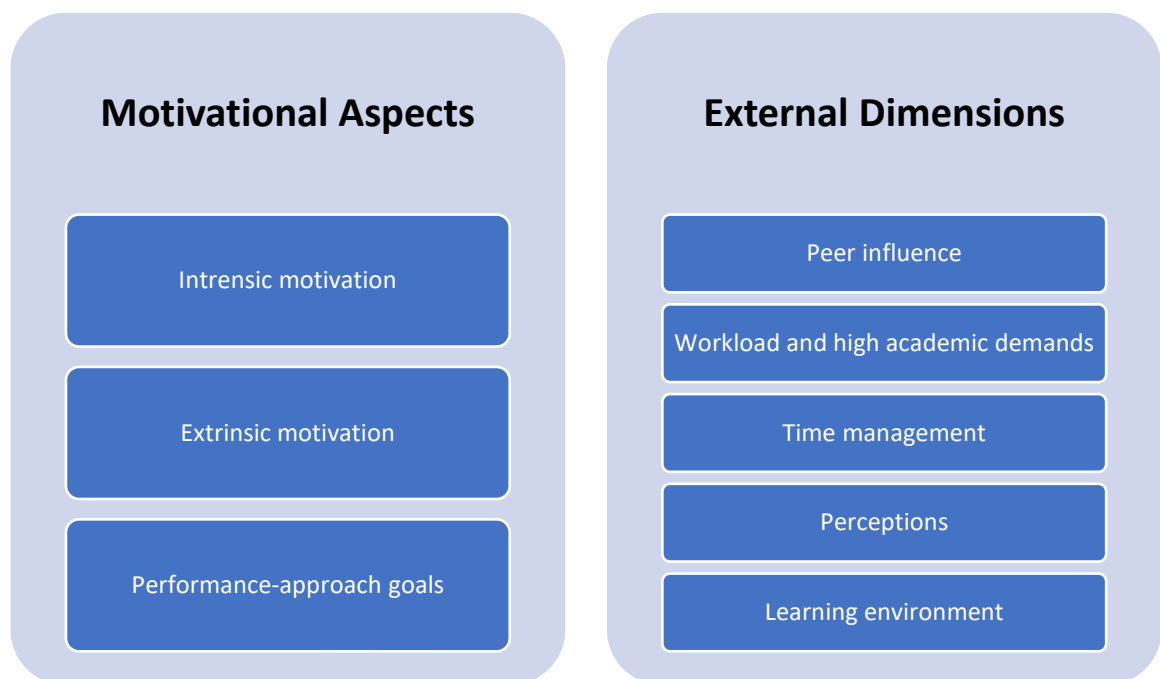 Motivational Aspects
Intrensic motivation
Extrinsic motivation
Performance-approach goals
External Dimensions
Peer influence
Workload and high academic demands
Time management
Perceptions
Learning environment